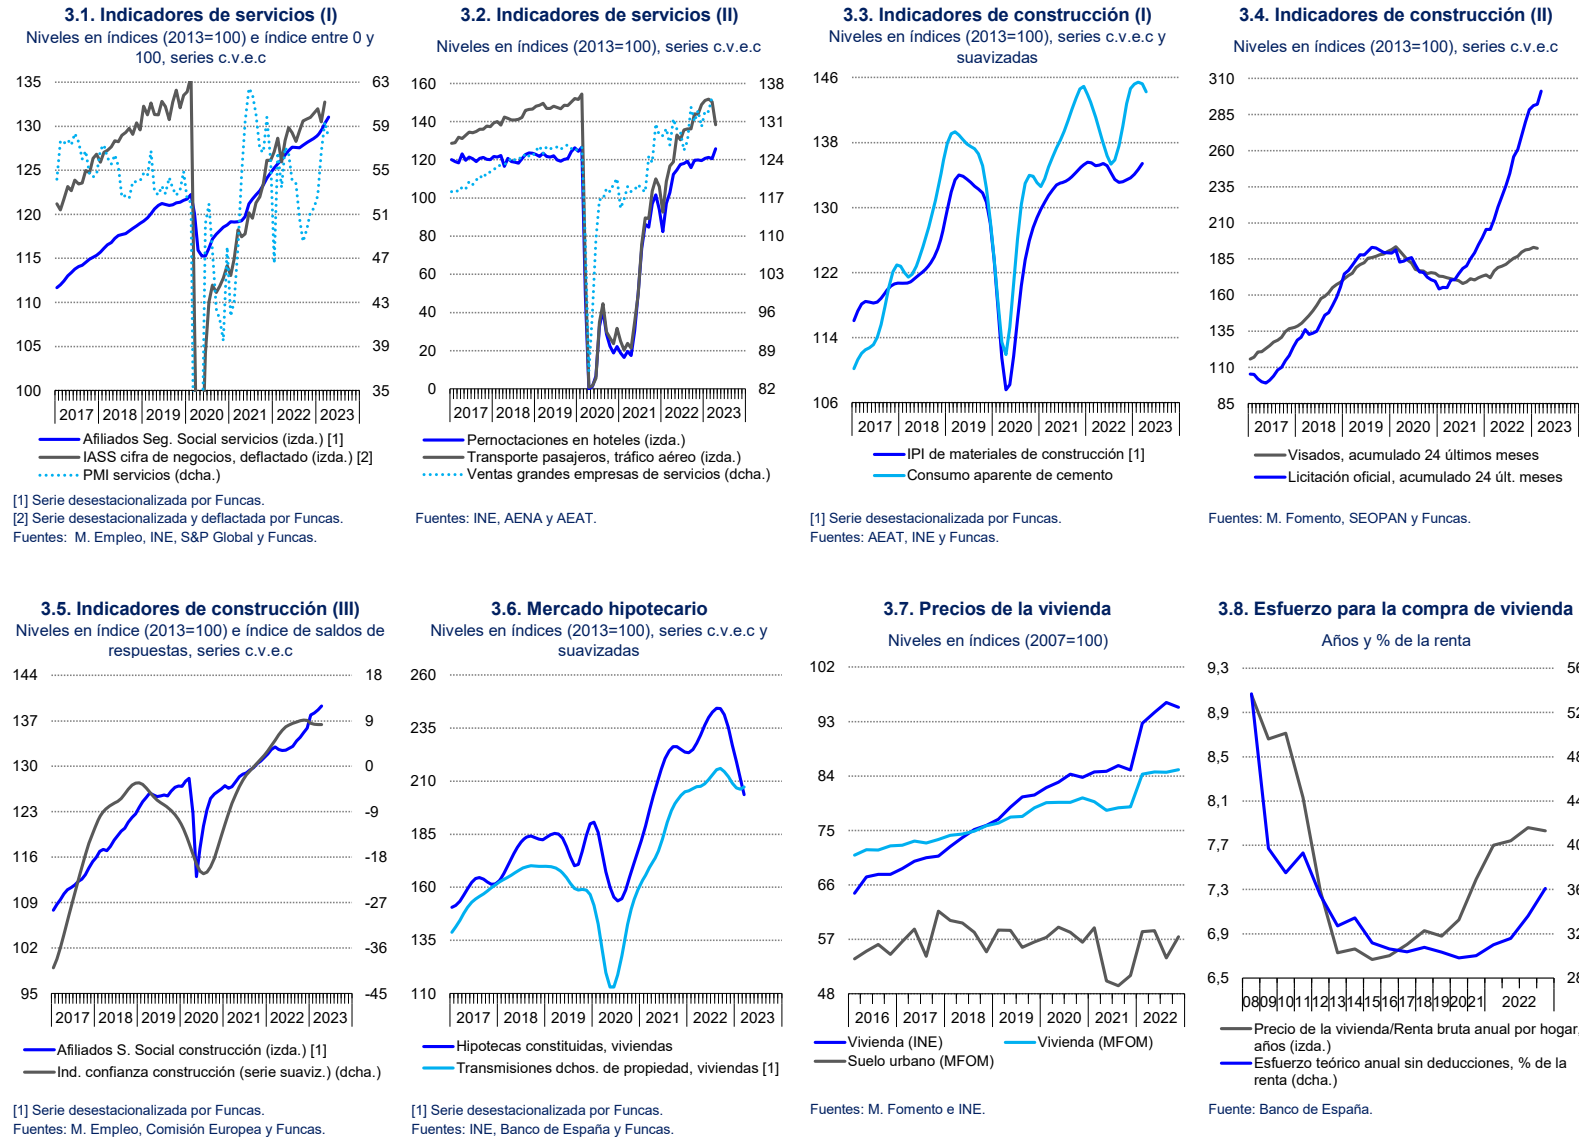 3.1. Indicadores de servicios (I)
Niveles en índices (2013=100) e índice entre 0 y
100, series c.v.e.c
135
130
125
120
115
110
105
100
63
59
55
51
47
43
39
35
2017 2018 2019 2020 2021 2022 2023
Afiliados Seg. Social servicios (izda.) [1]
IASS cifra de negocios, deflactado (izda.) [2]
PMI servicios (dcha.)
[1] Serie desestacionalizada por Funcas.
[2] Serie desestacionalizada y deflactada por Funcas.
Fuentes: M. Empleo, INE, S&P Global y Funcas.
3.2. Indicadores de servicios (II)
Niveles en índices (2013=100), series c.v.e.c
160
140
120
100
80
60
40
20
0
138
131
124
117
110
103
96
89
82
2017 2018 2019 2020 2021 2022 2023
Pernoctaciones en hoteles (izda.)
Transporte pasajeros, tráfico aéreo (izda.)
Ventas grandes empresas de servicios (dcha.)
Fuentes: INE, AENA y AEAT.
3.3. Indicadores de construcción (I)
Niveles en índices (2013=100), series c.v.e.c y
suavizadas
146
138
130
122
114
106
2017 2018 2019 2020 2021 2022 2023
IPI de materiales de construcción [1]
Consumo aparente de cemento
[1] Serie desestacionalizada por Funcas.
Fuentes: AEAT, INE y Funcas.
3.4. Indicadores de construcción (II)
Niveles en índices (2013=100), series c.v.e.c
310
285
260
235
210
185
160
135
110
85
2017 2018 2019 2020 2021 2022 2023
Visados, acumulado 24 últimos meses
Licitación oficial, acumulado 24 últ. meses
Fuentes: M. Fomento, SEOPAN y Funcas.
3.5. Indicadores de construcción (III)
Niveles en índice (2013=100) e índice de saldos de
respuestas, series c.v.e.c
144
137
130
123
116
109
102
95
18
9
0
-9
-18
-27
-36
-45
2017 2018 2019 2020 2021 2022 2023
Afiliados S. Social construcción (izda.) [1]
Ind. confianza construcción (serie suaviz.) (dcha.)
[1] Serie desestacionalizada por Funcas.
Fuentes: M. Empleo, Comisión Europea y Funcas.
3.6. Mercado hipotecario
Niveles en índices (2013=100), series c.v.e.c y
suavizadas
260
235
210
185
160
135
110
2017 2018 2019 2020 2021 2022 2023
Hipotecas constituidas, viviendas
Transmisiones dchos. de propiedad, viviendas [1]
[1] Serie desestacionalizada por Funcas.
Fuentes: INE, Banco de España y Funcas.
3.7. Precios de la vivienda
Niveles en índices (2007=100)
102
93
84
75
66
57
48
2016 2017 2018 2019 2020 2021 2022
Vivienda (INE)
Vivienda (MFOM)
Suelo urbano (MFOM)
Fuentes: M. Fomento e INE.
3.8. Esfuerzo para la compra de vivienda
Años y % de la renta
9,3
8,9
8,5
8,1
7,7
7,3
6,9
6,5
56
52
48
44
40
36
32
28
08 09 10 11 12 13 14 15 16 17 18 19 20 21 2022
Precio de la vivienda/Renta bruta anual por hogar,
años (izda.)
Esfuerzo teórico anual sin deducciones, % de la
renta (dcha.)
Fuente: Banco de España.